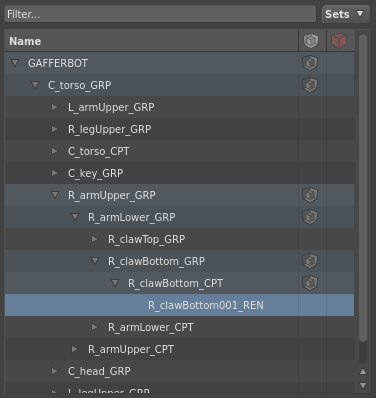 Filter...
Sets
Name
GAFFERBOT
C_torso_GRP
L_armUpper_GRP
R_legUpper_GRP
C_torso_CPT
C_key_GRP
R_armUpper_GRP
R_armLower_GRP
R_clawTop_GRP
R_clawBottom_GRP
R_clawBottom_CPT
R_clawBottom001_REN
R_armLower_CPT
R_armUpper_CPT
C_head_GRP
L_legUpper_GRP